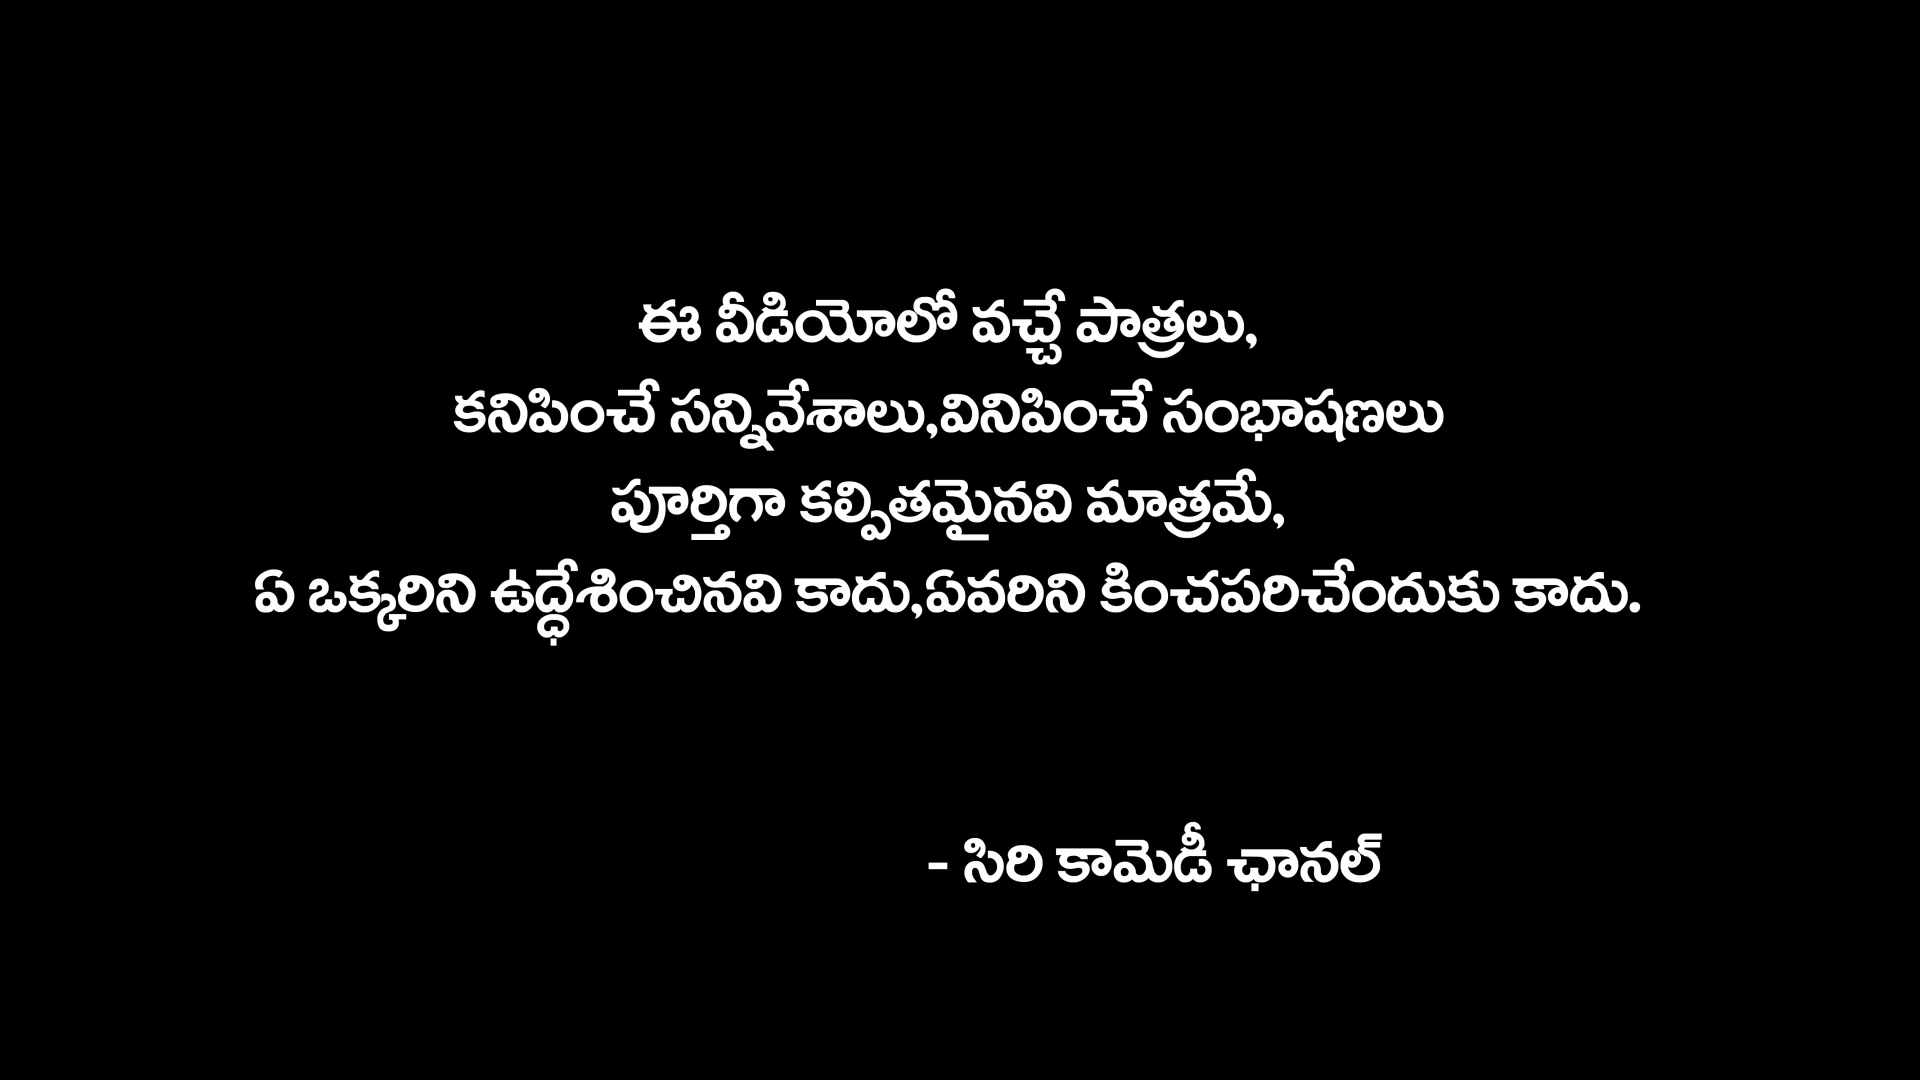 ఈ వీడియోలో వచ్చే పాత్రలు,
కనిపించే సన్నివేశాలు,వినిపించే సంభాషణలు
పూర్తిగా కల్పితమైనవి మాత్రమే,
ఏ ఒక్కరిని ఉద్ధేశించినవి కాదు,ఏవరిని కించపరిచేందుకు కాదు.
- సిరి కామెడీ ఛానల్